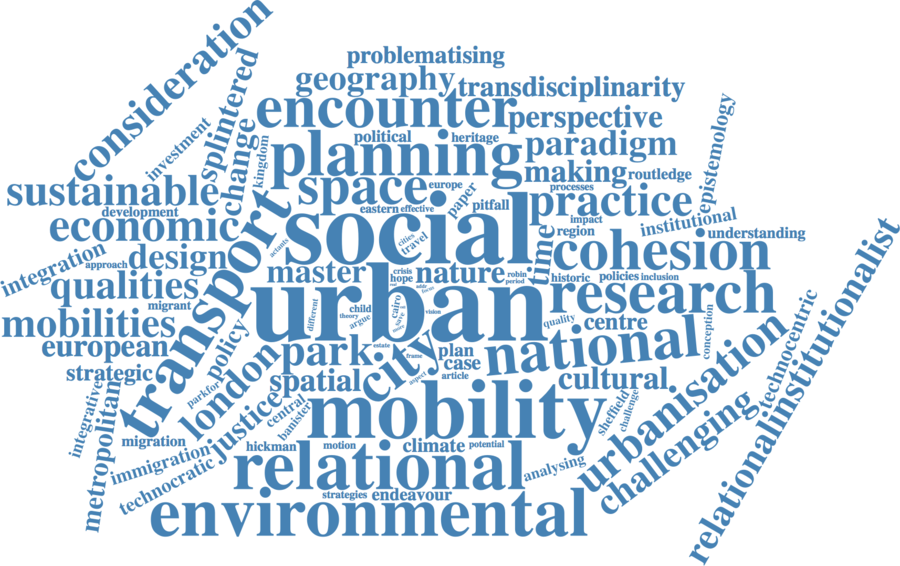 consideration
problematising
geography
transdisciplinarity
splintered
encounter
perspective
investment
change
kingdom
political
heritage
paradigm
planning
epistemology
making
routledge
sustainable
space
europe
processes
practice
development
eastern
effective
paper
pitfall
impact
institutional
economic
social
region
understanding
transport
actants
cities
travel
time
cohesion
integration
approach
design
master
crisis
hope
nature
robin
period
historic
policies
inclusion
qualities
migrant
urban
research
relationalinstitutionalist
different
child
theory
argue
cairo
vision
quality
centre
conception
technocentric
mobilities
european
policy
park
estate
city
frame
plan
case
article
aspect
national
strategic
parkfor
london
spatial
cultural
urbanisation
integrative
metropolitan
justice
central
banister
mobility
sheffield
challenge
challenging
migration
hickman
motion
climate
potential
immigration
technocratic
relational
analysing
strategies
endeavour
environmental